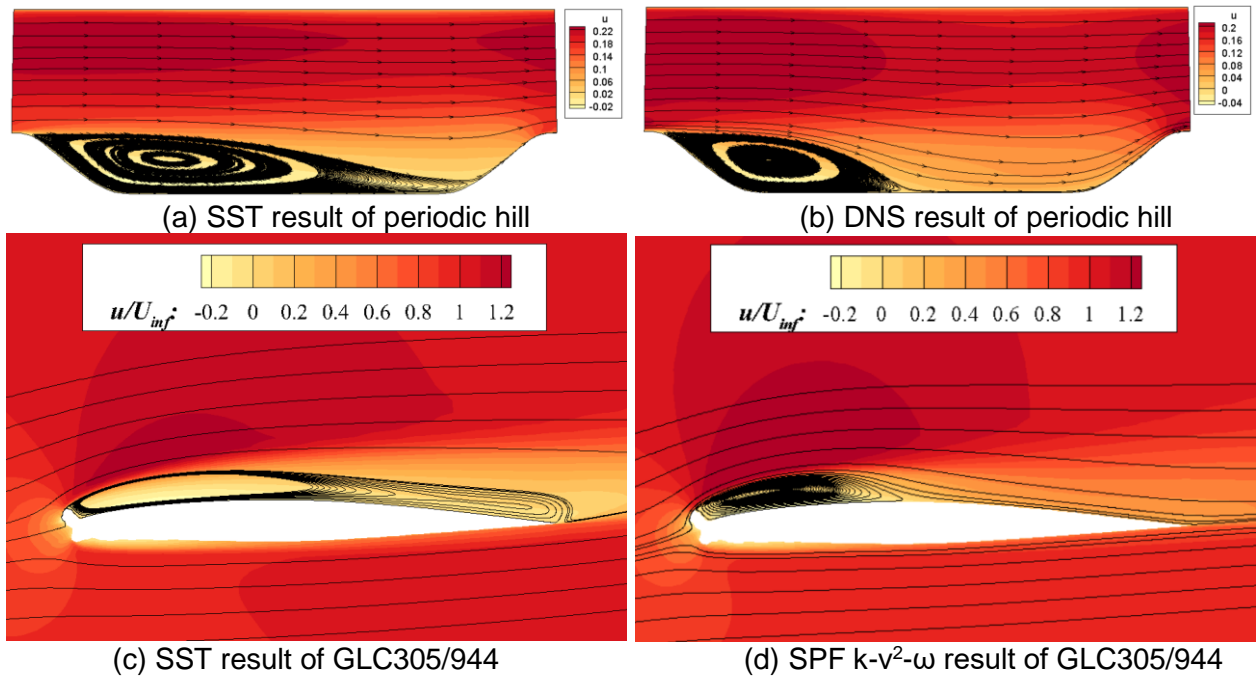 u
0.22
0.18
0.14
0.1
0.06
0.02
-0.02
u
0.2
0.16
0.12
0.08
0.04
0
-0.04
(a) SST result of periodic hill
(b) DNS result of periodic hill
u/U_inf: -0.2 0 0.2 0.4 0.6 0.8 1 1.2
u/U_inf: -0.2 0 0.2 0.4 0.6 0.8 1 1.2
(c) SST result of GLC305/944
(d) SPF k-v²-ω result of GLC305/944